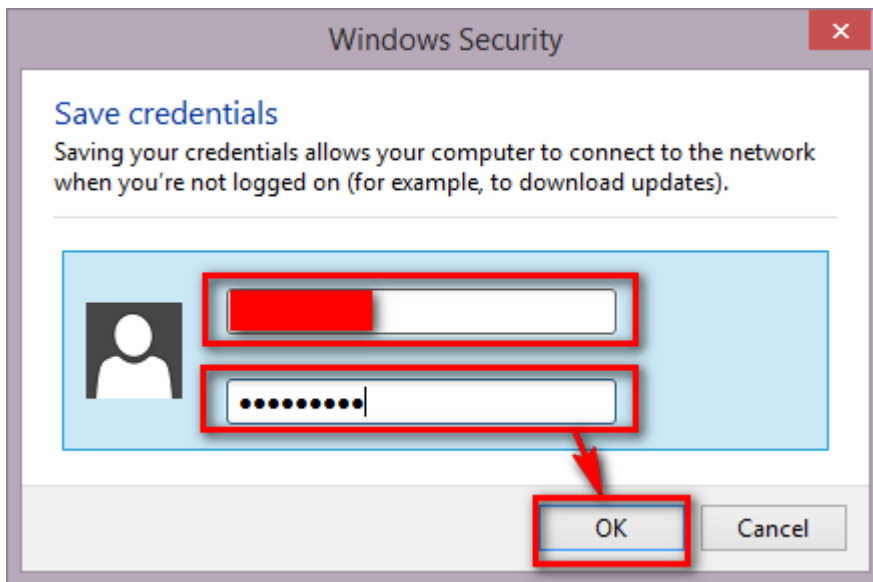 Windows Security
Save credentials
Saving your credentials allows your computer to connect to the network
when you're not logged on (for example, to download updates).
●●●●●●●●●
OK
Cancel